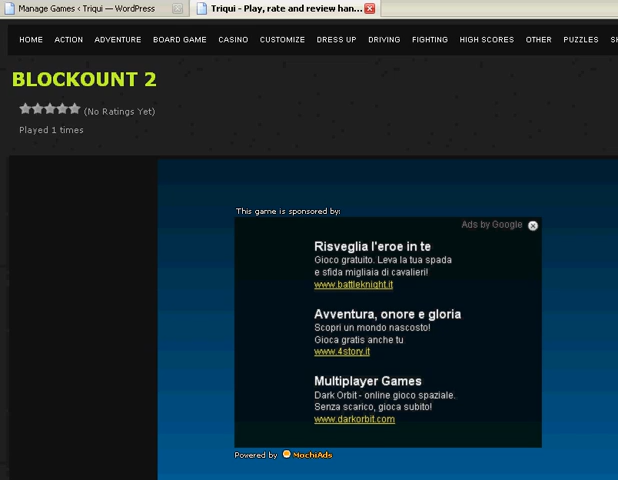 Manage Games ‹ Triqui — WordPress
Triqui - Play, rate and review han...
HOME ACTION ADVENTURE BOARD GAME CASINO CUSTOMIZE DRESS UP DRIVING FIGHTING HIGH SCORES OTHER PUZZLES
BLOCKOUNT 2
(No Ratings Yet)
Played 1 times
This game is sponsored by:
Ads by Google
Risveglia l'eroe in te
Gioco gratuito. Leva la tua spada
e sfida migliaia di cavalieri!
www.battleknight.it
Avventura, onore e gloria
Scopri un mondo nascosto!
Gioca gratis anche tu
www.4story.it
Multiplayer Games
Dark Orbit - online gioco spaziale.
Senza scarico, gioca subito!
www.darkorbit.com
Powered by MochiAds